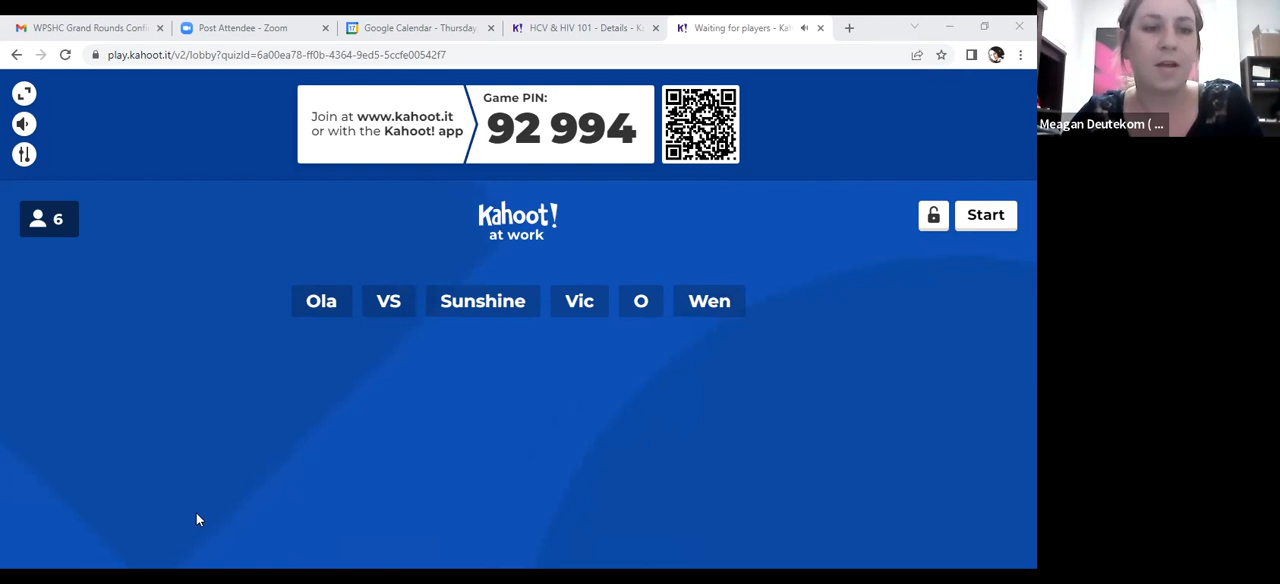 WPSHC Grand Rounds Confi
Post Attendee - Zoom
Google Calendar - Thursday,
HCV & HIV 101 - Details - K
Waiting for players - Kah
play.kahoot.it/v2/lobby?quizId=6a00ea78-ff0b-4364-9ed5-5ccfe00542f7
Join at www.kahoot.it
or with the Kahoot! app
Game PIN:
92 994
Meagan Deutekom ( ...
6
Kahoot!
at work
Start
Ola VS Sunshine Vic O Wen